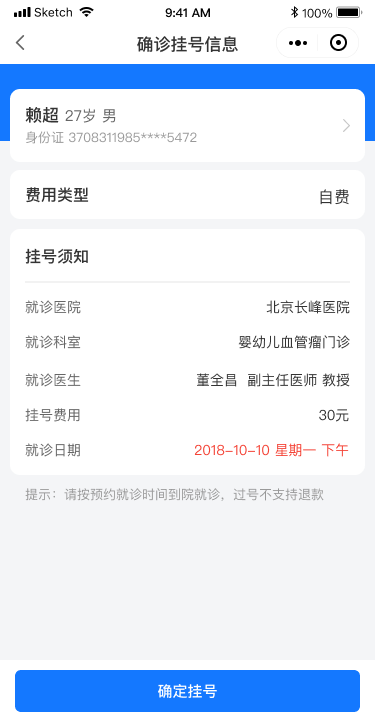 Sketch 9:41 AM 100%
确诊挂号信息
赖超 27岁 男
身份证 3708311985****5472
费用类型 自费
挂号须知
就诊医院 北京长峰医院
就诊科室 婴幼儿血管瘤门诊
就诊医生 董全昌 副主任医师 教授
挂号费用 30元
就诊日期 2018-10-10 星期一 下午
提示：请按预约就诊时间到院就诊，过号不支持退款
确定挂号